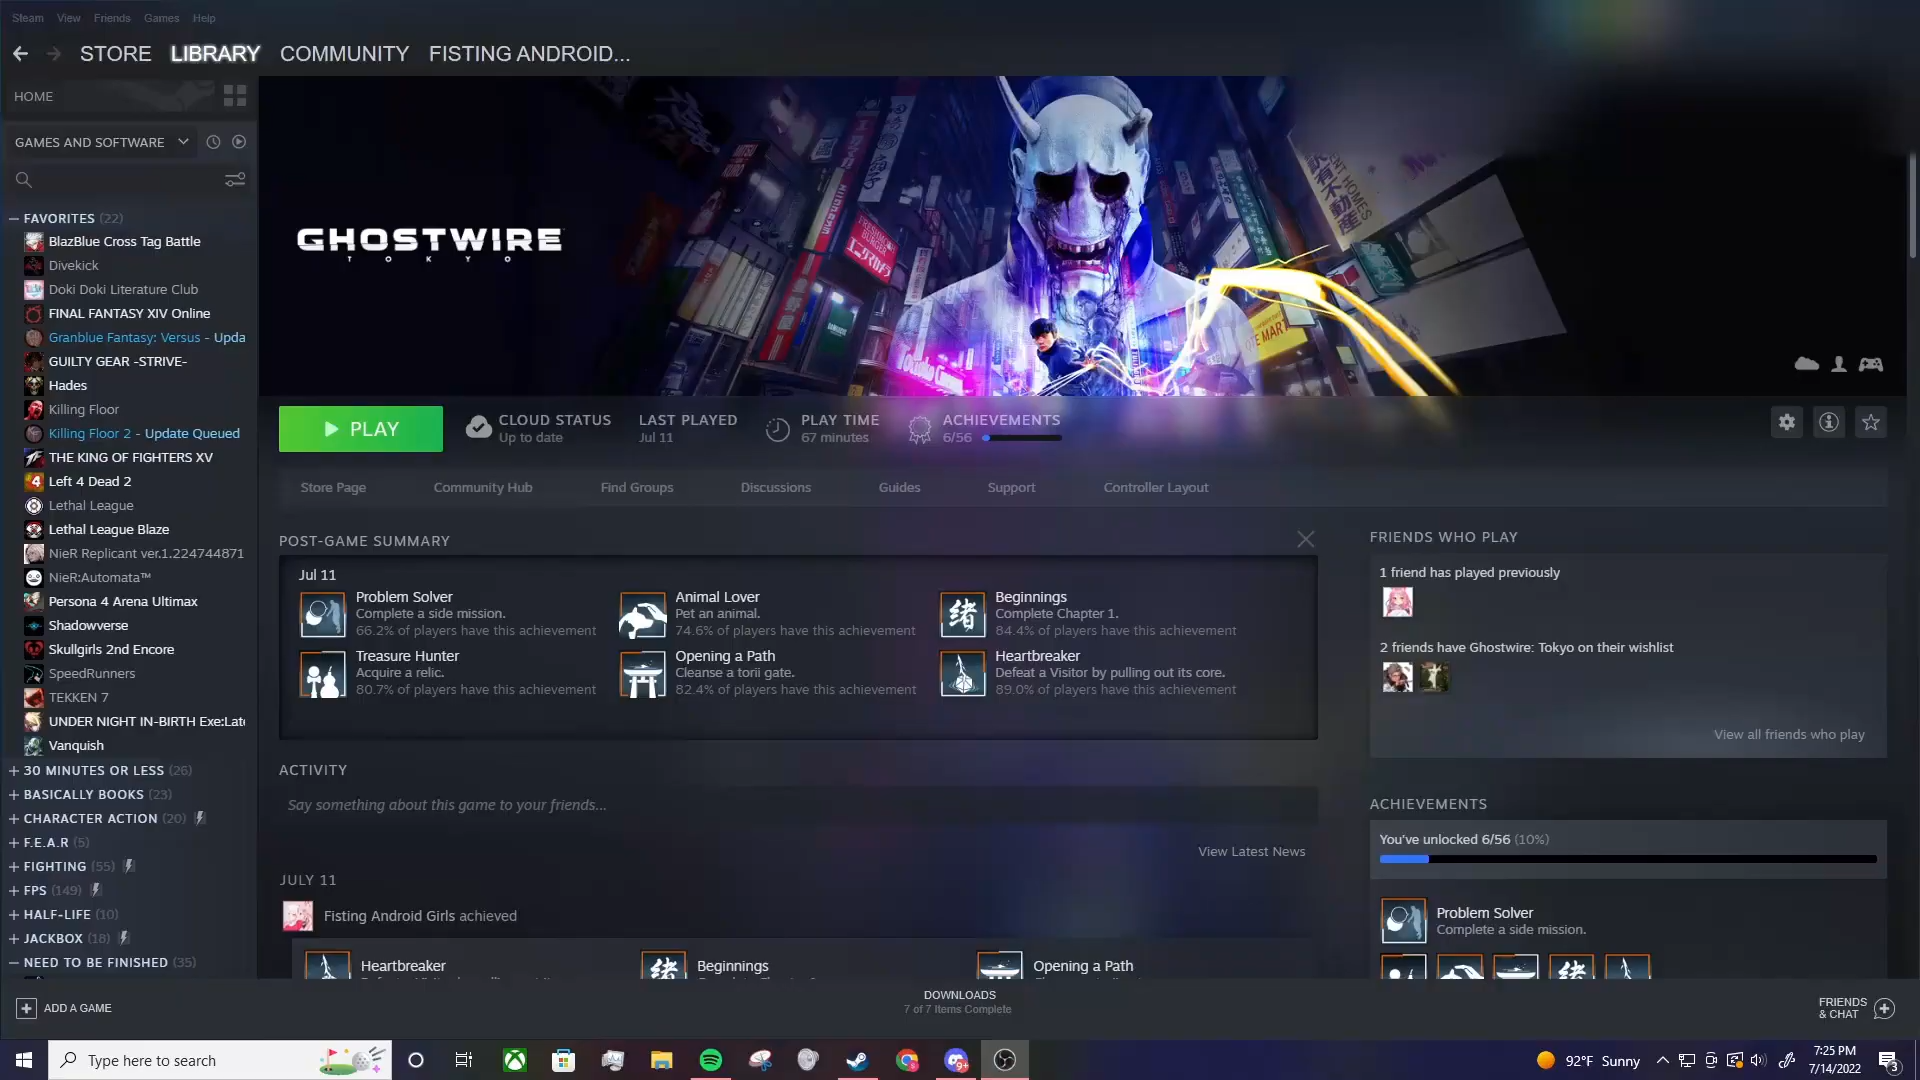 Steam View Friends Games Help
STORE LIBRARY COMMUNITY FISTING ANDROID...
HOME
GAMES AND SOFTWARE
FAVORITES (22)
BlazBlue Cross Tag Battle
Divekick
Doki Doki Literature Club
FINAL FANTASY XIV Online
Granblue Fantasy: Versus - Upda
GUILTY GEAR -STRIVE-
Hades
Killing Floor
Killing Floor 2 - Update Queued
THE KING OF FIGHTERS XV
Left 4 Dead 2
Lethal League
Lethal League Blaze
NieR Replicant ver.1.224744871
NieR:Automata™
Persona 4 Arena Ultimax
Shadowverse
Skullgirls 2nd Encore
SpeedRunners
TEKKEN 7
UNDER NIGHT IN-BIRTH Exe:Late
Vanquish
30 MINUTES OR LESS (26)
BASICALLY BOOKS (23)
CHARACTER ACTION (20)
F.E.A.R (5)
FIGHTING (55)
FPS (149)
HALF-LIFE (10)
JACKBOX (18)
NEED TO BE FINISHED (35)
ADD A GAME
GHOSTWIRE
TOKYO
PLAY
CLOUD STATUS
Up to date
LAST PLAYED
Jul 11
PLAY TIME
67 minutes
ACHIEVEMENTS
6/56
Store Page Community Hub Find Groups Discussions Guides Support Controller Layout
POST-GAME SUMMARY
Jul 11
Problem Solver
Complete a side mission.
66.2% of players have this achievement
Animal Lover
Pet an animal.
74.6% of players have this achievement
緒
Beginnings
Complete Chapter 1.
84.4% of players have this achievement
Treasure Hunter
Acquire a relic.
80.7% of players have this achievement
Opening a Path
Cleanse a torii gate.
82.4% of players have this achievement
Heartbreaker
Defeat a Visitor by pulling out its core.
89.0% of players have this achievement
ACTIVITY
Say something about this game to your friends...
View Latest News
JULY 11
Fisting Android Girls achieved
Heartbreaker
Beginnings
Opening a Path
FRIENDS WHO PLAY
1 friend has played previously
2 friends have Ghostwire: Tokyo on their wishlist
View all friends who play
ACHIEVEMENTS
You've unlocked 6/56 (10%)
Problem Solver
Complete a side mission.
DOWNLOADS
7 of 7 Items Complete
FRIENDS
& CHAT
Type here to search
92°F Sunny
7:25 PM
7/14/2022
3